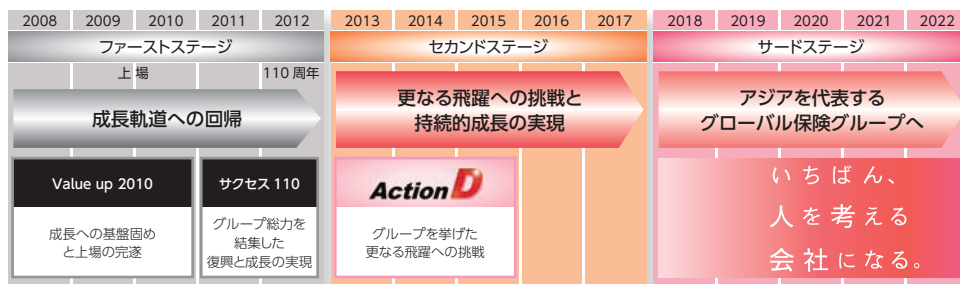 2008 2009 2010 2011 2012 2013 2014 2015 2016 2017 2018 2019 2020 2021 2022
ファーストステージ
セカンドステージ
サードステージ
上場
110周年
成長軌道への回帰
更なる飛躍への挑戦と
持続的成長の実現
アジアを代表する
グローバル保険グループへ
Value up 2010
成長への基盤固め
と上場の完遂
サクセス110
グループ総力を
結集した
復興と成長の実現
Action D
グループを挙げた
更なる飛躍への挑戦
いちばん、
人を考える
会社になる。